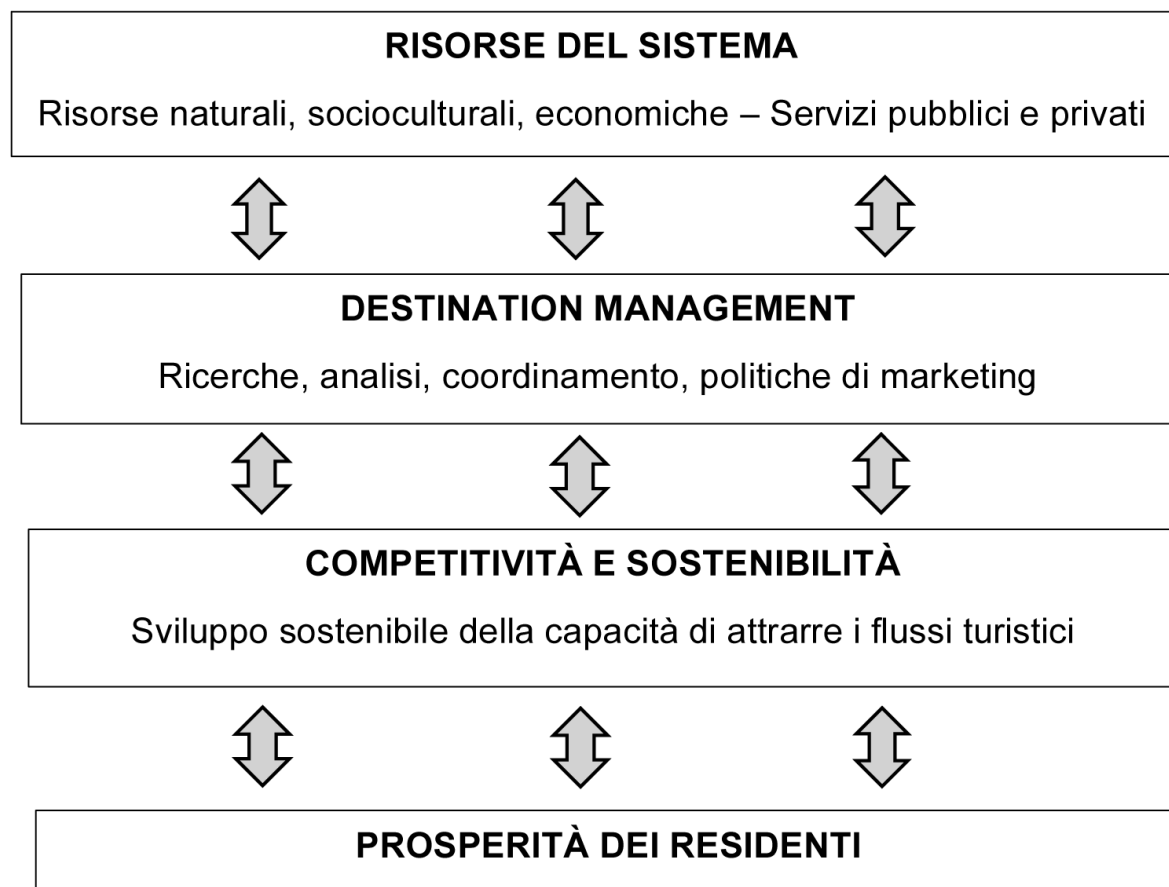 RISORSE DEL SISTEMA
Risorse naturali, socioculturali, economiche – Servizi pubblici e privati
DESTINATION MANAGEMENT
Ricerche, analisi, coordinamento, politiche di marketing
COMPETITIVITÀ E SOSTENIBILITÀ
Sviluppo sostenibile della capacità di attrarre i flussi turistici
PROSPERITÀ DEI RESIDENTI